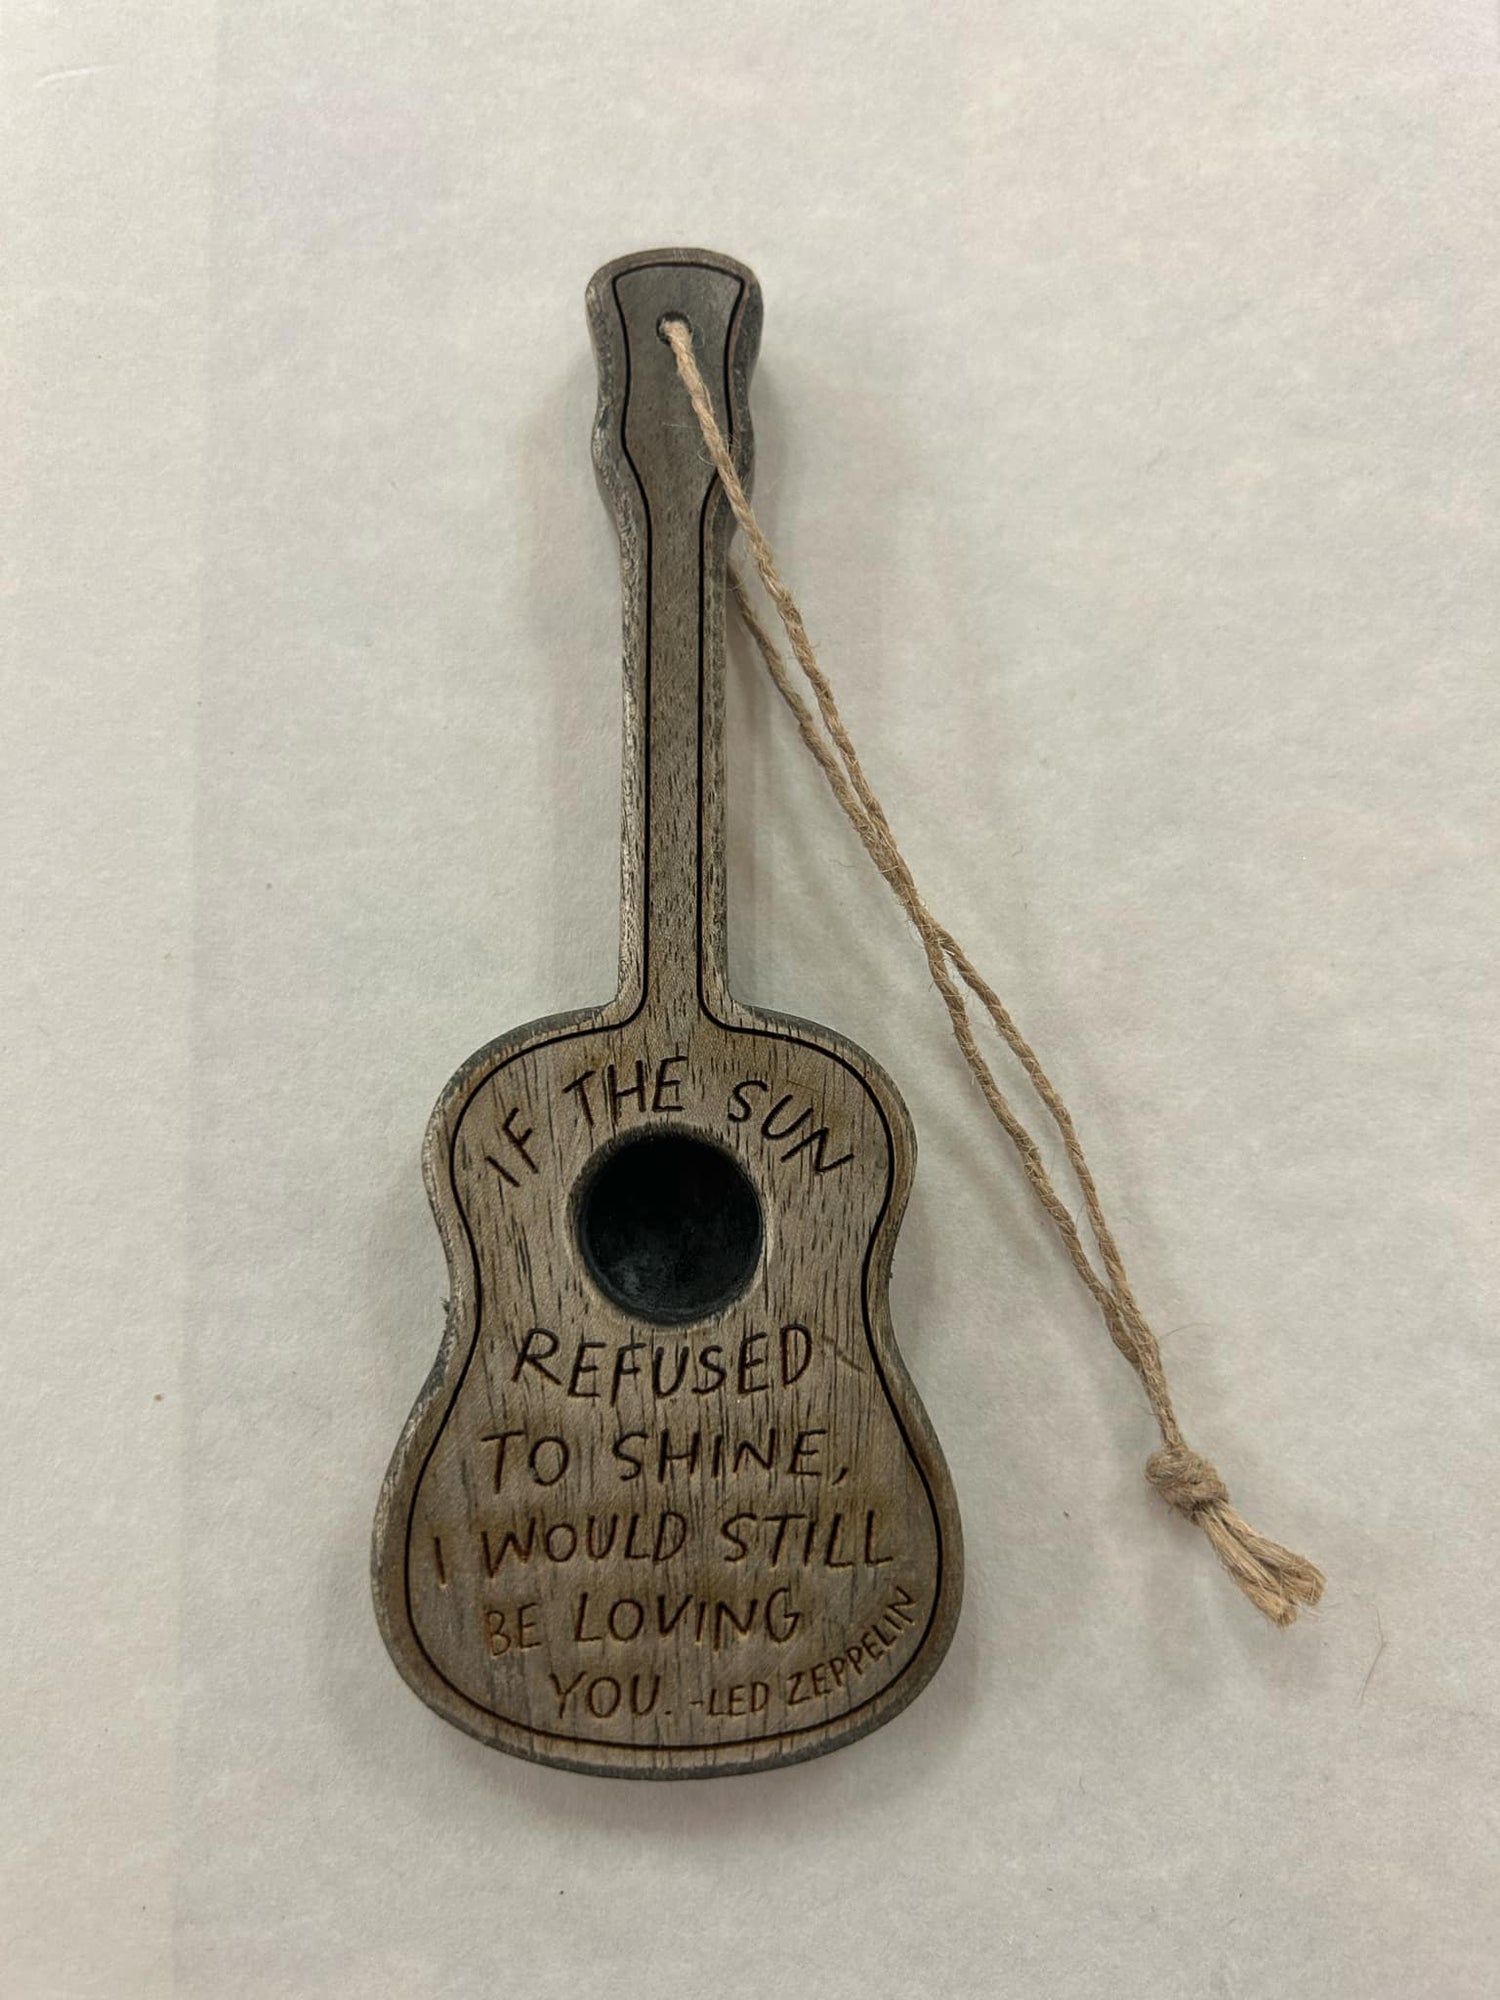 IF THE SUN
REFUSED
TO SHINE,
I WOULD STILL
BE LOVING
YOU. -LED ZEPPELIN